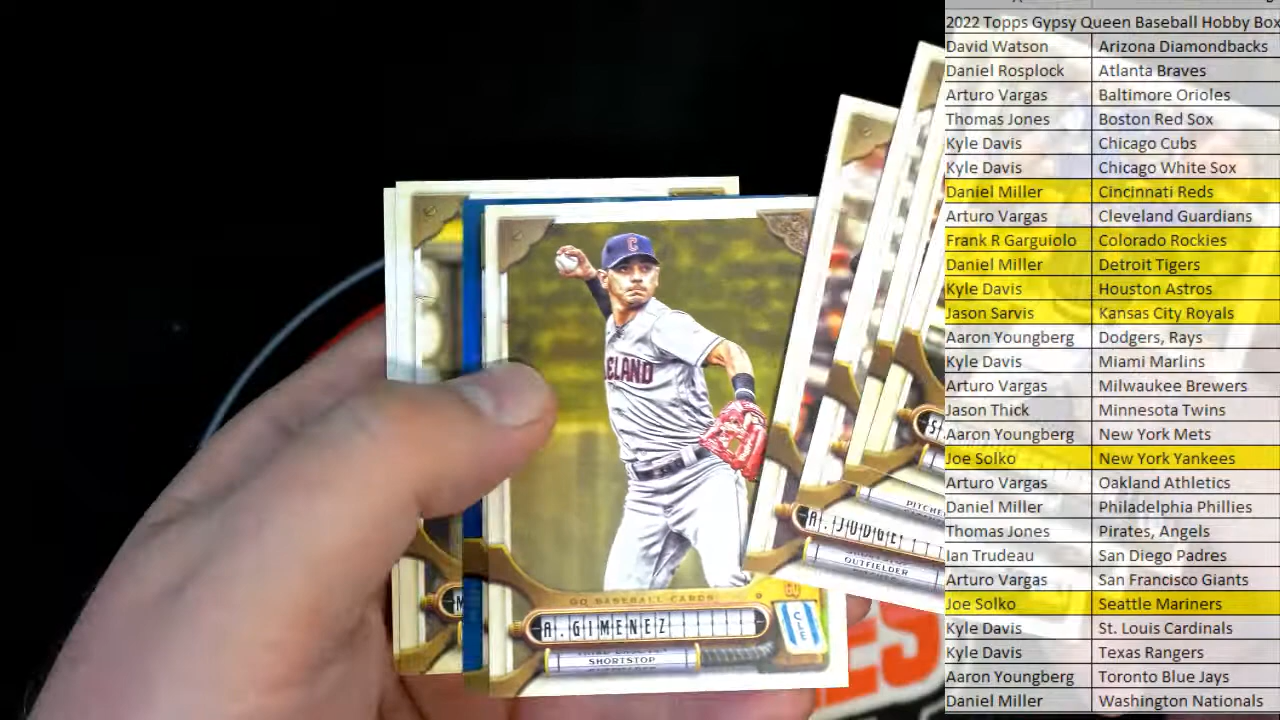 2022 Topps Gypsy Queen Baseball Hobby Box
David Watson Arizona Diamondbacks
Daniel Rosplock Atlanta Braves
Arturo Vargas Baltimore Orioles
Thomas Jones Boston Red Sox
Kyle Davis Chicago Cubs
Kyle Davis Chicago White Sox
Daniel Miller Cincinnati Reds
Arturo Vargas Cleveland Guardians
Frank R Garguiolo Colorado Rockies
Daniel Miller Detroit Tigers
Kyle Davis Houston Astros
Jason Sarvis Kansas City Royals
Aaron Youngberg Dodgers, Rays
Kyle Davis Miami Marlins
Arturo Vargas Milwaukee Brewers
Jason Thick Minnesota Twins
Aaron Youngberg New York Mets
Joe Solko New York Yankees
Arturo Vargas Oakland Athletics
Daniel Miller Philadelphia Phillies
Thomas Jones Pirates, Angels
Ian Trudeau San Diego Padres
Arturo Vargas San Francisco Giants
Joe Solko Seattle Mariners
Kyle Davis St. Louis Cardinals
Kyle Davis Texas Rangers
Aaron Youngberg Toronto Blue Jays
Daniel Miller Washington Nationals
C
ELAND
GQ BASEBALL CARDS
A.GIMENEZ
SHORTSTOP
CLE
PITCHE
A.JUDGE
OUTFIELDER
M
S
ES